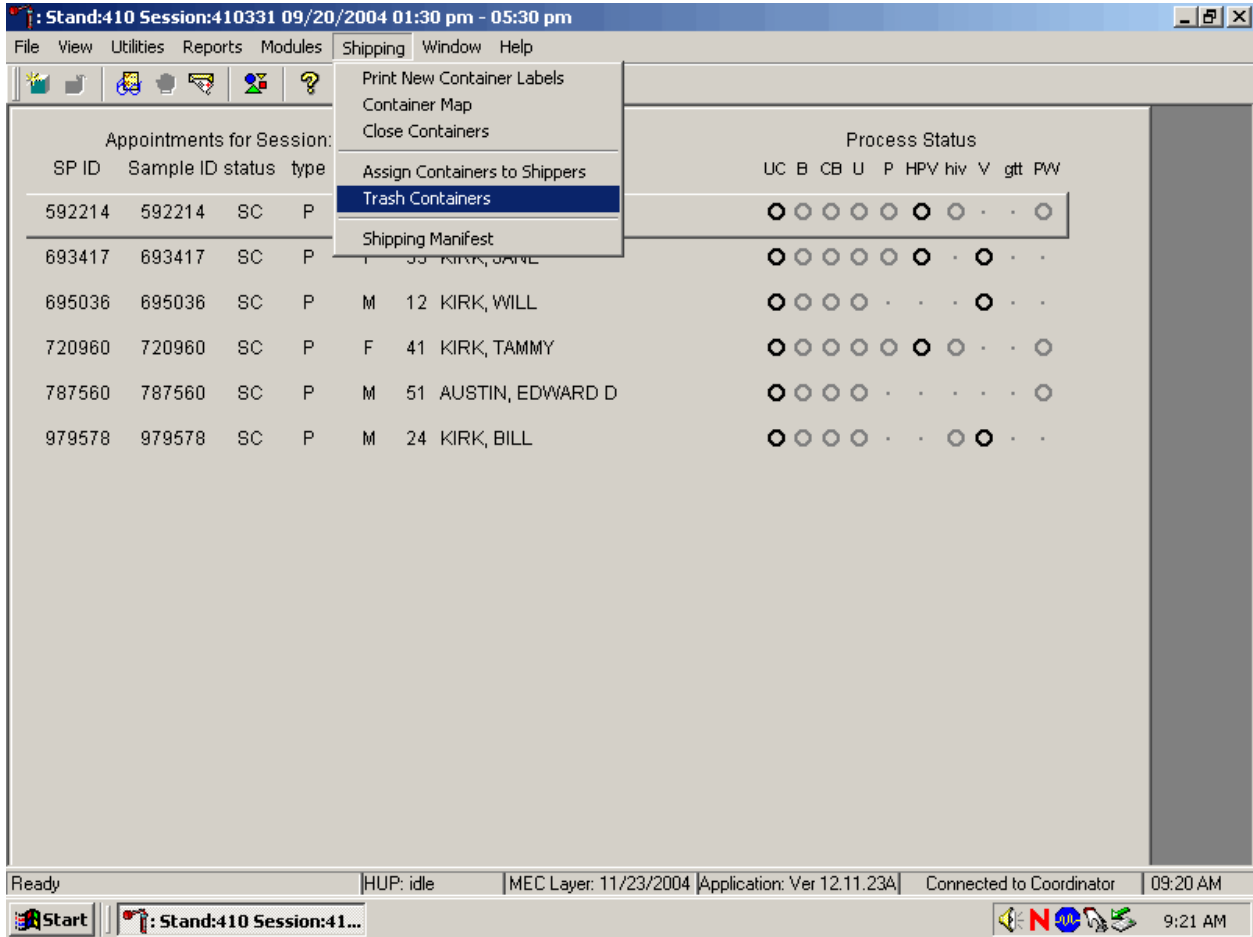 : Stand:410 Session:410331 09/20/2004 01:30 pm - 05:30 pm
File View Utilities Reports Modules Shipping Window Help
Print New Container Labels
Container Map
Close Containers
Assign Containers to Shippers
Trash Containers
Shipping Manifest
Appointments for Session: Process Status
SP ID Sample ID status type UC B CB U P HPV hiv V gtt PW
592214 592214 SC P
693417 693417 SC P KIRK, JANE
695036 695036 SC P M 12 KIRK, WILL
720960 720960 SC P F 41 KIRK, TAMMY
787560 787560 SC P M 51 AUSTIN, EDWARD D
979578 979578 SC P M 24 KIRK, BILL
Ready HUP: idle MEC Layer: 11/23/2004 Application: Ver 12.11.23A Connected to Coordinator 09:20 AM
Start : Stand:410 Session:41... N 9:21 AM